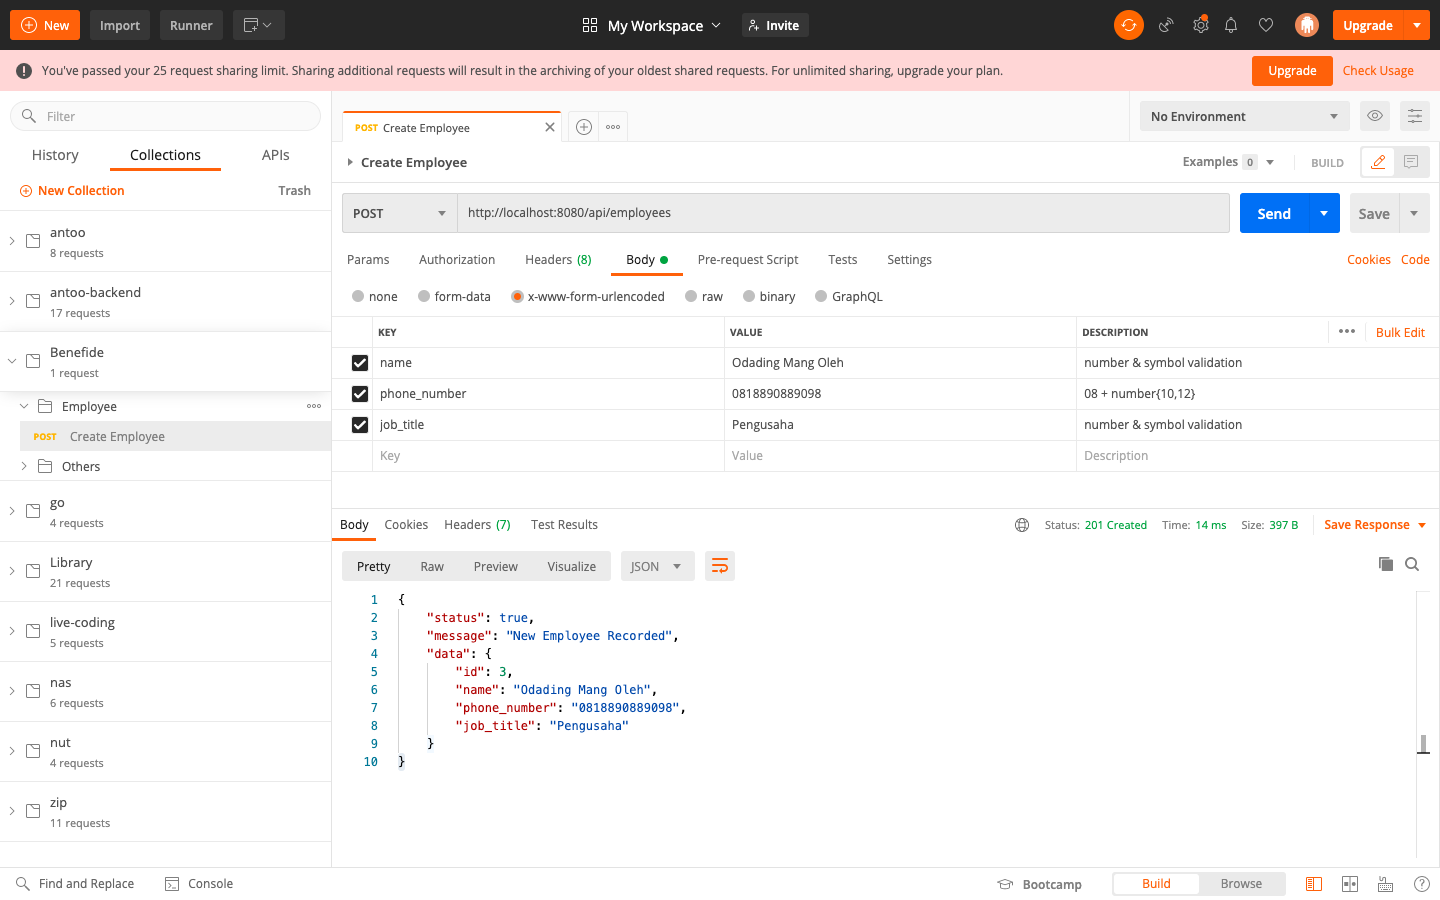 New Import Runner My Workspace Invite Upgrade
You've passed your 25 request sharing limit. Sharing additional requests will result in the archiving of your oldest shared requests. For unlimited sharing, upgrade your plan. Upgrade Check Usage
Filter
History Collections APIs
New Collection Trash
antoo
8 requests
antoo-backend
17 requests
Benefide
1 request
Employee
POST Create Employee
Others
go
4 requests
Library
21 requests
live-coding
5 requests
nas
6 requests
nut
4 requests
zip
11 requests
POST Create Employee
No Environment
Create Employee
Examples 0 BUILD
POST http://localhost:8080/api/employees Send Save
Params Authorization Headers (8) Body Pre-request Script Tests Settings Cookies Code
none form-data x-www-form-urlencoded raw binary GraphQL
KEY VALUE DESCRIPTION Bulk Edit
name Odading Mang Oleh number & symbol validation
phone_number 0818890889098 08 + number{10,12}
job_title Pengusaha number & symbol validation
Key Value Description
Body Cookies Headers (7) Test Results Status: 201 Created Time: 14 ms Size: 397 B Save Response
Pretty Raw Preview Visualize JSON
1 {
2 "status": true,
3 "message": "New Employee Recorded",
4 "data": {
5 "id": 3,
6 "name": "Odading Mang Oleh",
7 "phone_number": "0818890889098",
8 "job_title": "Pengusaha"
9 }
10 }
Find and Replace Console Bootcamp Build Browse